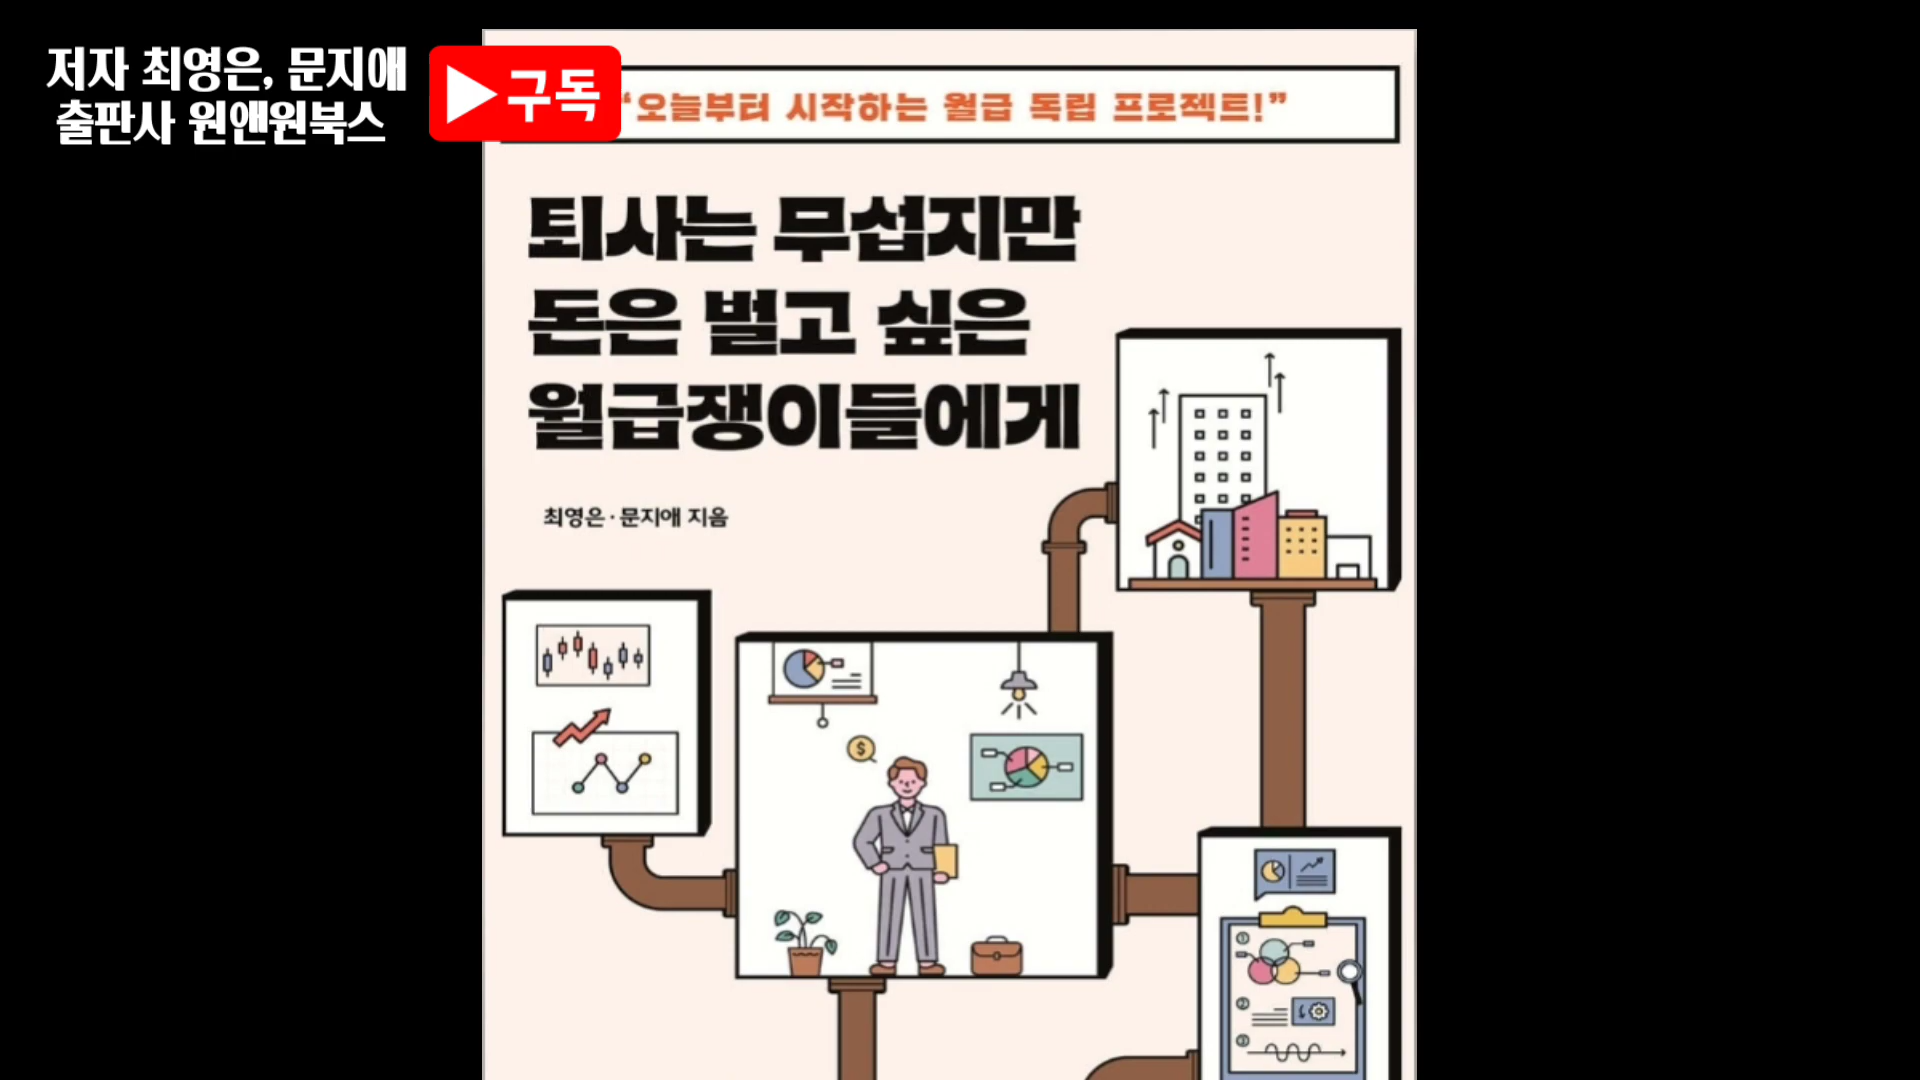 저자 최영은, 문지애
출판사 원앤원북스
구독
“오늘부터 시작하는 월급 독립 프로젝트!”
퇴사는 무섭지만
돈은 벌고 싶은
월급쟁이들에게
최영은·문지애 지음
$
①
②
③